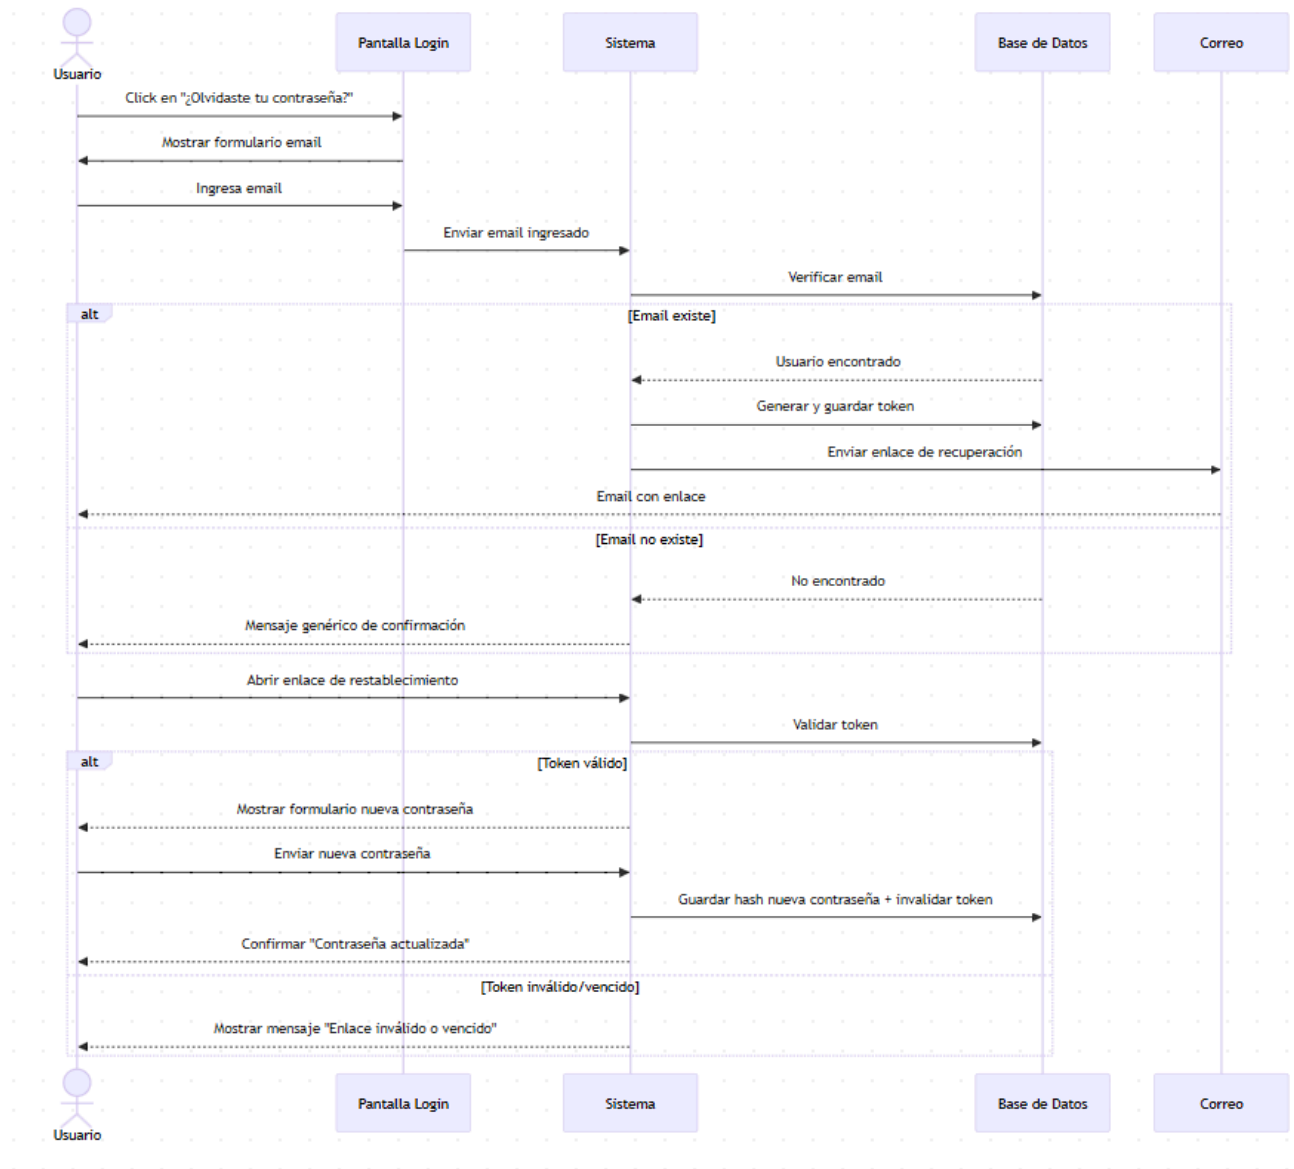 Usuario
Pantalla Login
Sistema
Base de Datos
Correo
Click en "¿Olvidaste tu contraseña?"
Mostrar formulario email
Ingresa email
Enviar email ingresado
Verificar email
alt
[Email existe]
Usuario encontrado
Generar y guardar token
Enviar enlace de recuperación
Email con enlace
[Email no existe]
No encontrado
Mensaje genérico de confirmación
Abrir enlace de restablecimiento
Validar token
alt
[Token válido]
Mostrar formulario nueva contraseña
Enviar nueva contraseña
Guardar hash nueva contraseña + invalidar token
Confirmar "Contraseña actualizada"
[Token inválido/vencido]
Mostrar mensaje "Enlace inválido o vencido"
Usuario
Pantalla Login
Sistema
Base de Datos
Correo